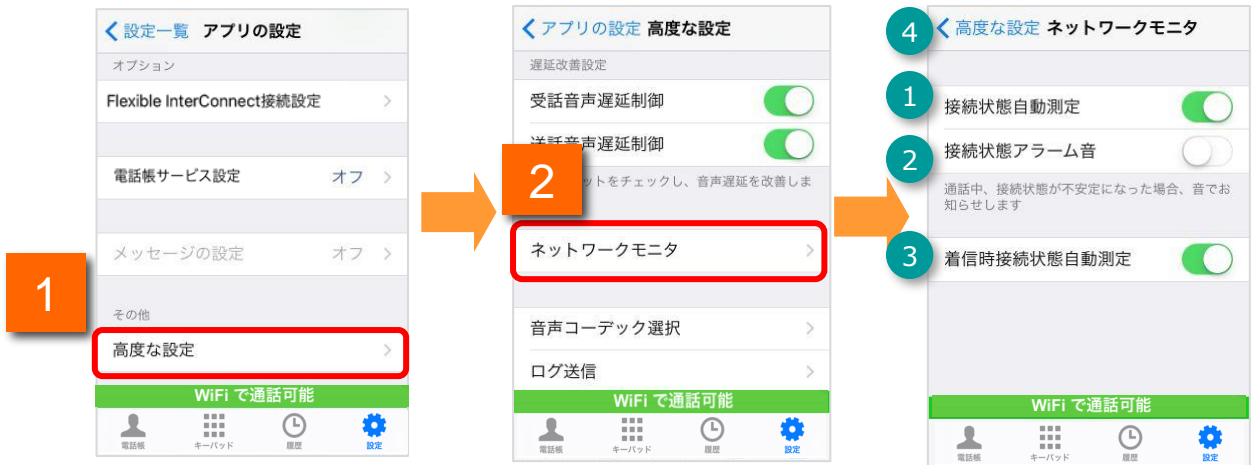 設定一覧 アプリの設定
オプション
Flexible InterConnect接続設定
電話帳サービス設定 オフ
メッセージの設定 オフ
1
その他
高度な設定
WiFi で通話可能
電話帳 キーパッド 履歴 設定
アプリの設定 高度な設定
遅延改善設定
受話音声遅延制御
送話音声遅延制御
2
ットをチェックし、音声遅延を改善しま
ネットワークモニタ
音声コーデック選択
ログ送信
WiFi で通話可能
電話帳 キーパッド 履歴 設定
4 高度な設定 ネットワークモニタ
1 接続状態自動測定
2 接続状態アラーム音
通話中、接続状態が不安定になった場合、音でお
知らせします
3 着信時接続状態自動測定
WiFi で通話可能
電話帳 キーパッド 履歴 設定